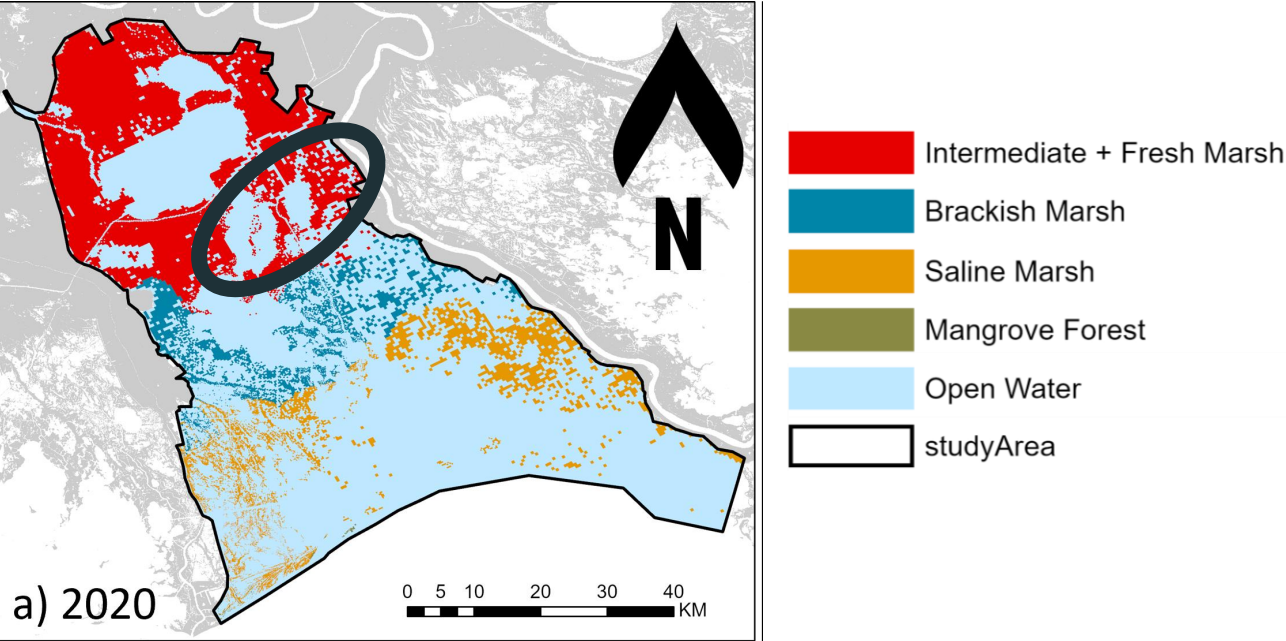 N
a) 2020
0 5 10 20 30 40
KM
Intermediate + Fresh Marsh
Brackish Marsh
Saline Marsh
Mangrove Forest
Open Water
studyArea